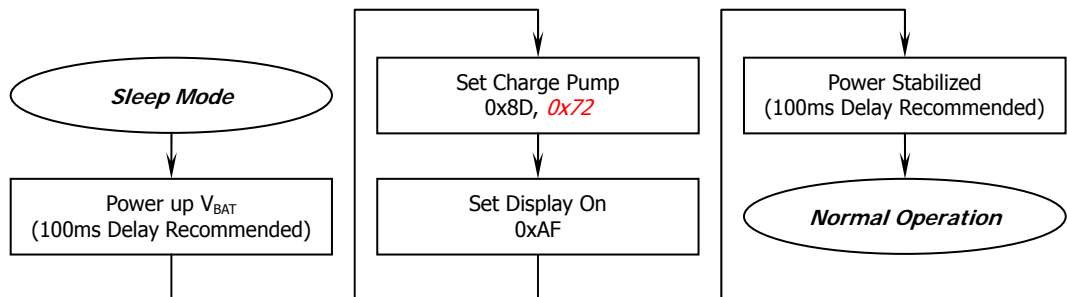 Sleep Mode
Power up VBAT
(100ms Delay Recommended)
Set Charge Pump
0x8D, 0x72
Set Display On
0xAF
Power Stabilized
(100ms Delay Recommended)
Normal Operation